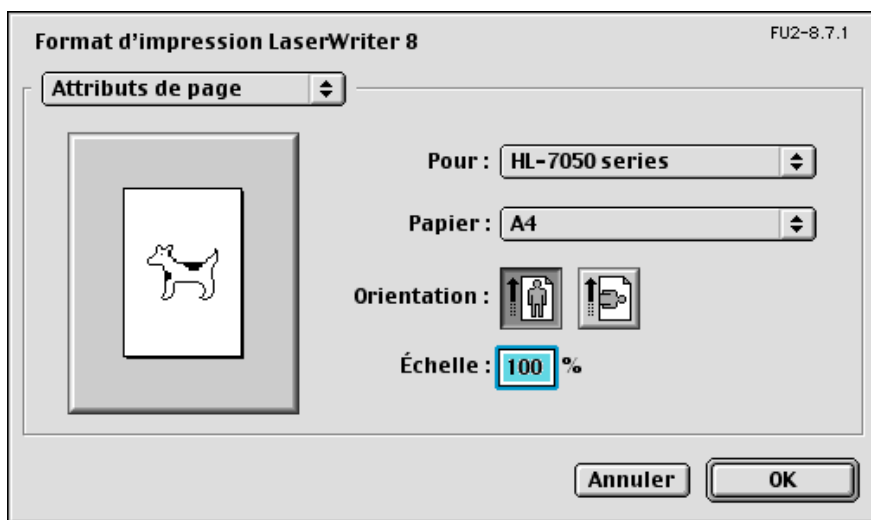 Format d’impression LaserWriter 8
FU2-8.7.1
Attributs de page
Pour : HL-7050 series
Papier : A4
Orientation :
Échelle : 100 %
Annuler
OK